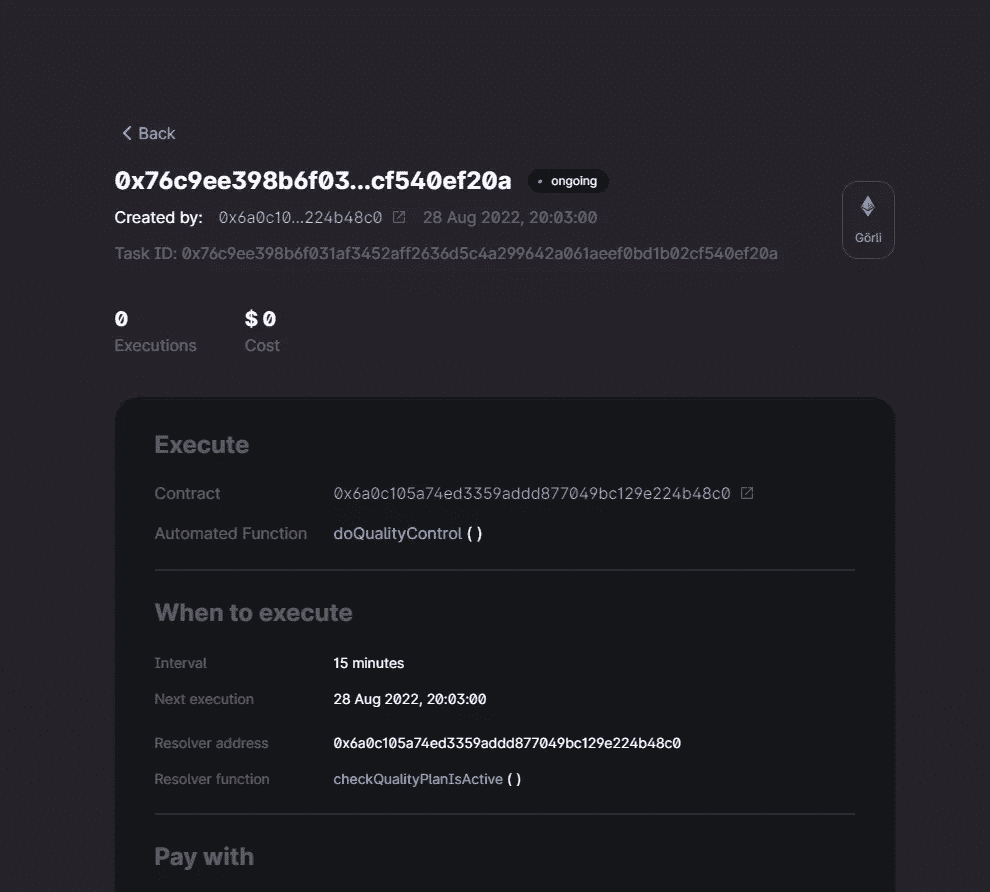 Back
0x76c9ee398b6f03...cf540ef20a ongoing
Created by: 0x6a0c10...224b48c0 28 Aug 2022, 20:03:00
Task ID: 0x76c9ee398b6f031af3452aff2636d5c4a299642a061aeef0bd1b02cf540ef20a
Görli
0 $ 0
Executions Cost
Execute
Contract 0x6a0c105a74ed3359addd877049bc129e224b48c0
Automated Function doQualityControl ( )
When to execute
Interval 15 minutes
Next execution 28 Aug 2022, 20:03:00
Resolver address 0x6a0c105a74ed3359addd877049bc129e224b48c0
Resolver function checkQualityPlanIsActive ( )
Pay with